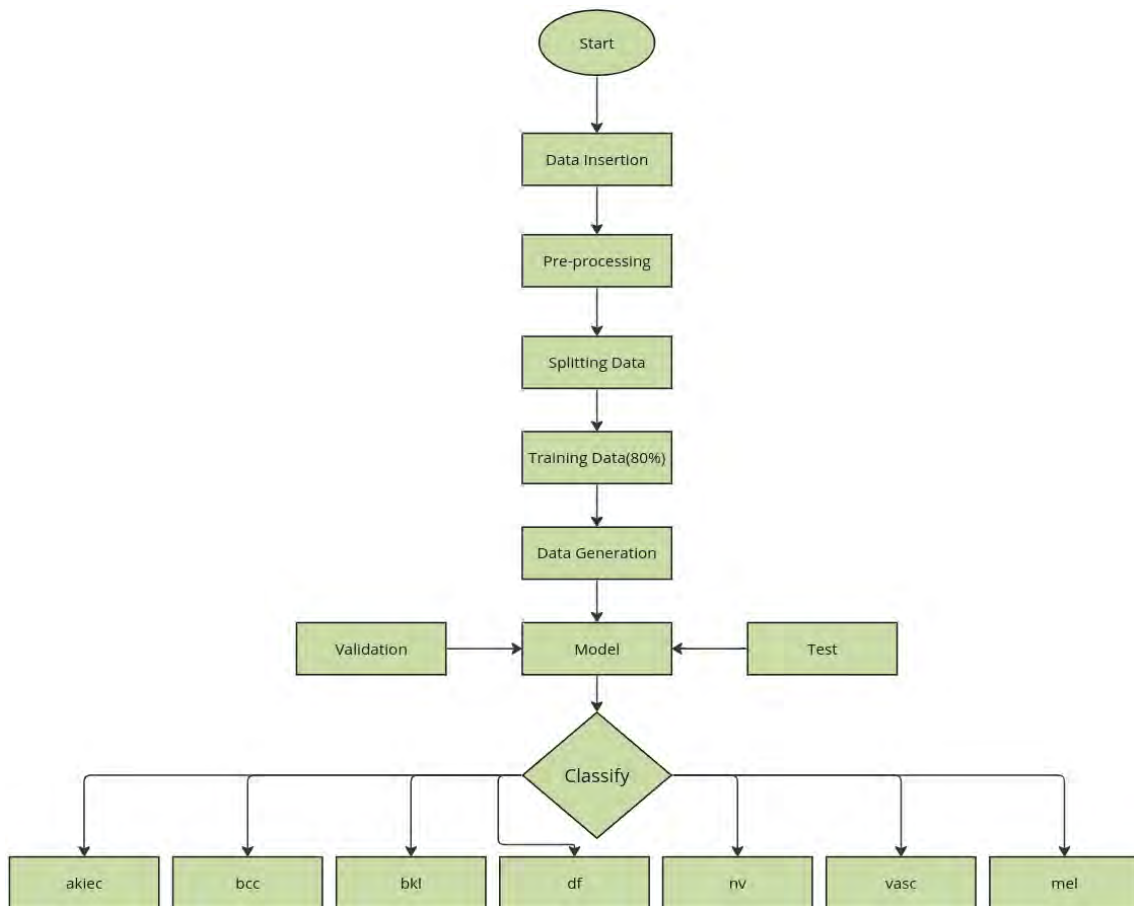 Start
Data Insertion
Pre-processing
Splitting Data
Training Data(80%)
Data Generation
Validation
Model
Test
Classify
akiec
bcc
bkl
df
nv
vasc
mel